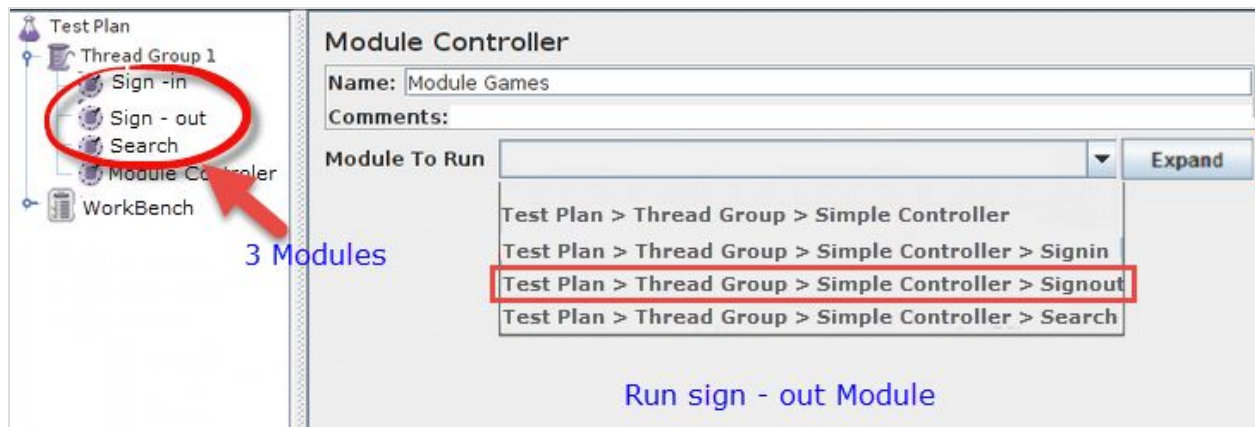 Test Plan
Thread Group 1
Sign -in
Sign - out
Search
Module Controler
WorkBench
3 Modules
Module Controller
Name: Module Games
Comments:
Module To Run
Expand
Test Plan > Thread Group > Simple Controller
Test Plan > Thread Group > Simple Controller > Signin
Test Plan > Thread Group > Simple Controller > Signout
Test Plan > Thread Group > Simple Controller > Search
Run sign - out Module